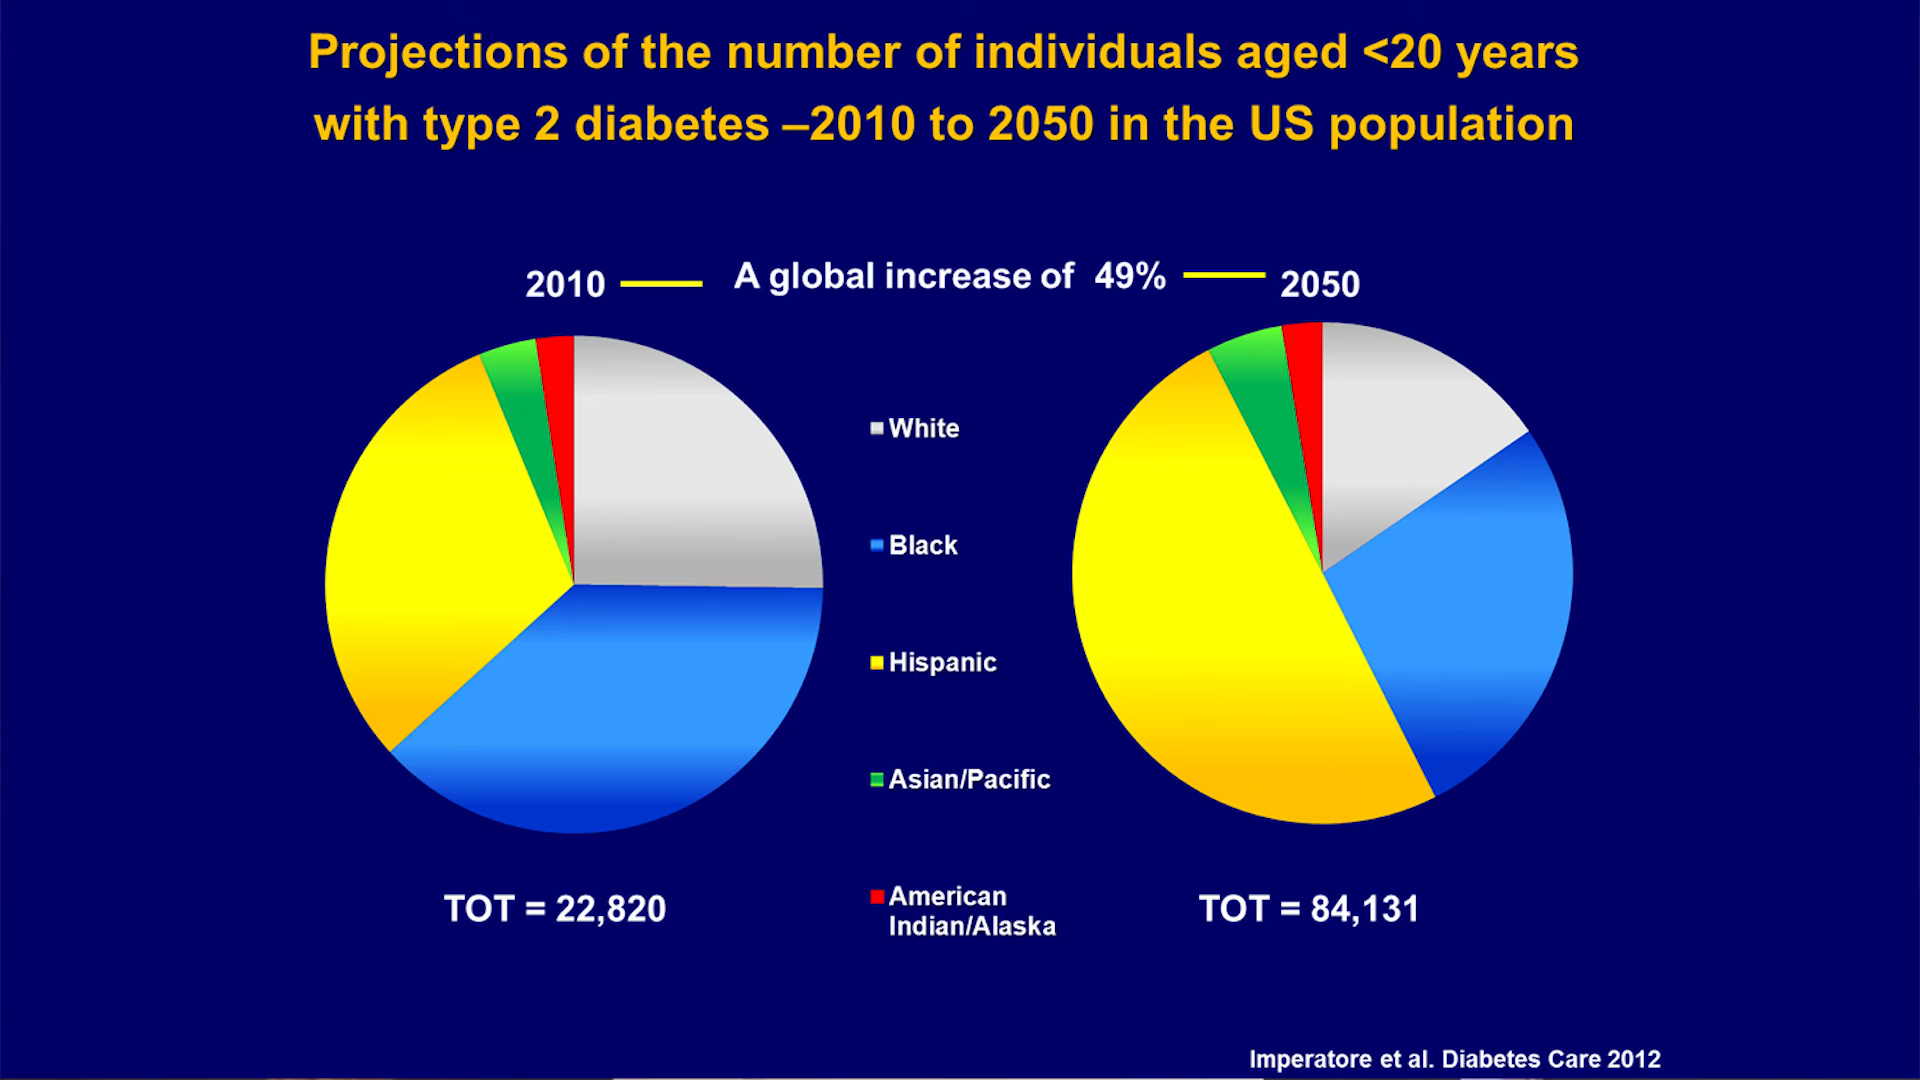 Projections of the number of individuals aged <20 years
with type 2 diabetes –2010 to 2050 in the US population
2010
A global increase of 49%
2050
White
Black
Hispanic
Asian/Pacific
American
Indian/Alaska
TOT = 22,820
TOT = 84,131
Imperatore et al. Diabetes Care 2012